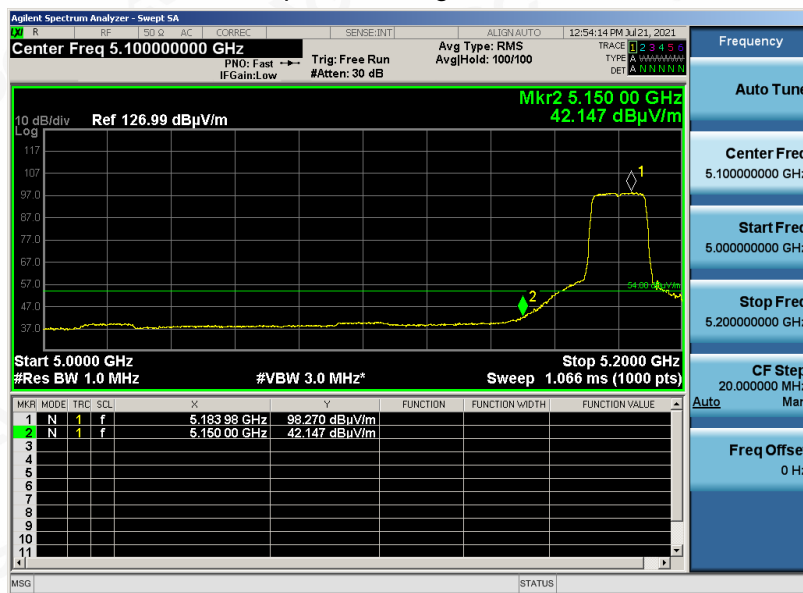 Agilent Spectrum Analyzer - Swept SA
LXI R RF 50 Ω AC CORREC SENSE:INT ALIGN AUTO 12:54:14 PM Jul 21, 2021
Center Freq 5.100000000 GHz
PNO: Fast
IFGain:Low
Trig: Free Run
#Atten: 30 dB
Avg Type: RMS
Avg|Hold: 100/100
TRACE 1 2 3 4 5 6
TYPE A WWWWW
DET A N N N N N
Mkr2 5.150 00 GHz
42.147 dBµV/m
10 dB/div Ref 126.99 dBµV/m
Log
117
107
97.0
87.0
77.0
67.0
57.0
47.0
37.0
1
2
54.00 dBµV/m
Start 5.0000 GHz Stop 5.2000 GHz
#Res BW 1.0 MHz #VBW 3.0 MHz* Sweep 1.066 ms (1000 pts)
MKR MODE TRC SCL X Y FUNCTION FUNCTION WIDTH FUNCTION VALUE
1 N 1 f 5.183 98 GHz 98.270 dBµV/m
2 N 1 f 5.150 00 GHz 42.147 dBµV/m
3
4
5
6
7
8
9
10
11
MSG STATUS
Frequency
Auto Tune
Center Freq
5.100000000 GHz
Start Freq
5.000000000 GHz
Stop Freq
5.200000000 GHz
CF Step
20.000000 MHz
Auto Man
Freq Offset
0 Hz